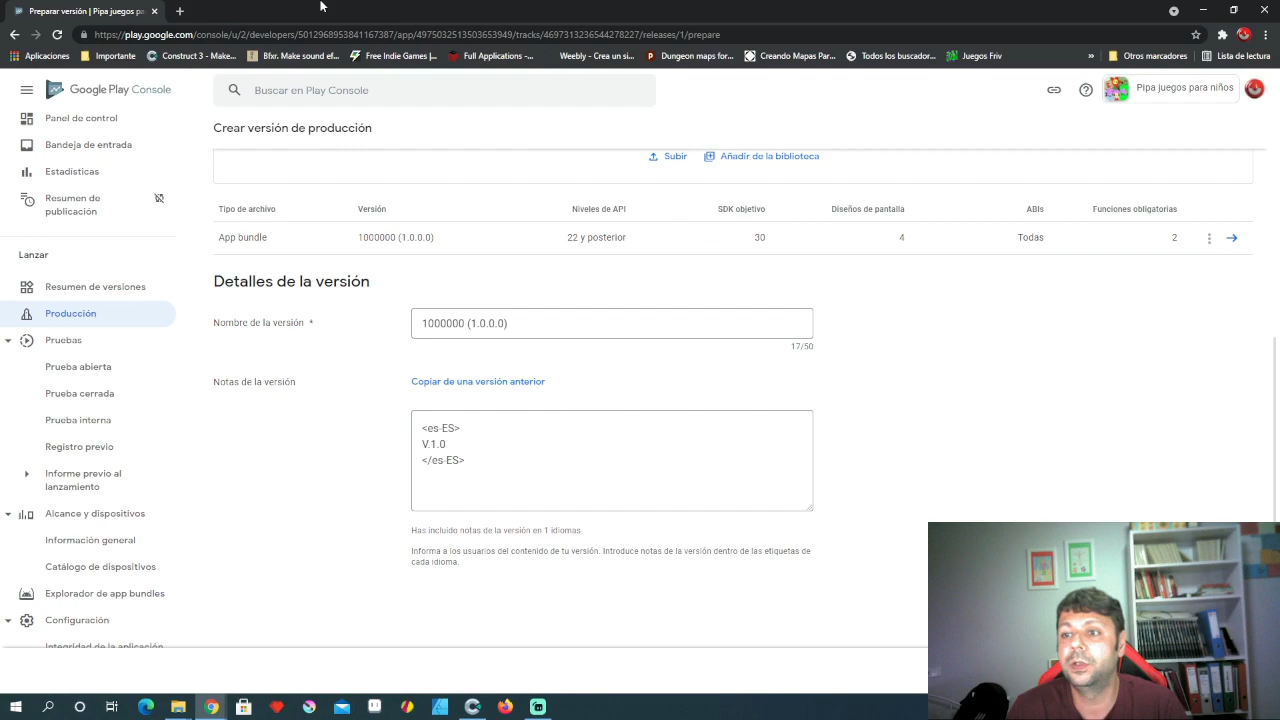 Preparar versión | Pipa juegos pe
https://play.google.com/console/u/2/developers/5012968953841167387/app/4975032513503653949/tracks/4697313236544278227/releases/1/prepare
Aplicaciones
Importante
Construct 3 - Make...
Bfxr. Make sound ef...
Full Applications -...
Weebly - Crea un si...
Dungeon maps for...
Creando Mapas Par...
Todos los buscador...
Juegos Friv
»
Otros marcadores
Lista de lectura
Google Play Console
Buscar en Play Console
Pipa juegos para niños
Panel de control
Bandeja de entrada
Estadísticas
Resumen de
publicación
Lanzar
Resumen de versiones
Producción
Pruebas
Prueba abierta
Prueba cerrada
Prueba interna
Registro previo
Informe previo al
lanzamiento
Alcance y dispositivos
Información general
Catálogo de dispositivos
Explorador de app bundles
Configuración
Integridad de la aplicación
Crear versión de producción
Subir
Añadir de la biblioteca
Tipo de archivo Versión Niveles de API SDK objetivo Diseños de pantalla ABIs Funciones obligatorias
App bundle 1000000 (1.0.0.0) 22 y posterior 30 4 Todas 2
Detalles de la versión
Nombre de la versión *
1000000 (1.0.0.0)
17/50
Notas de la versión
Copiar de una versión anterior
<es-ES>
V.1.0
</es-ES>
Has incluido notas de la versión en 1 idiomas
Informa a los usuarios del contenido de tu versión. Introduce notas de la versión dentro de las etiquetas de
cada idioma.